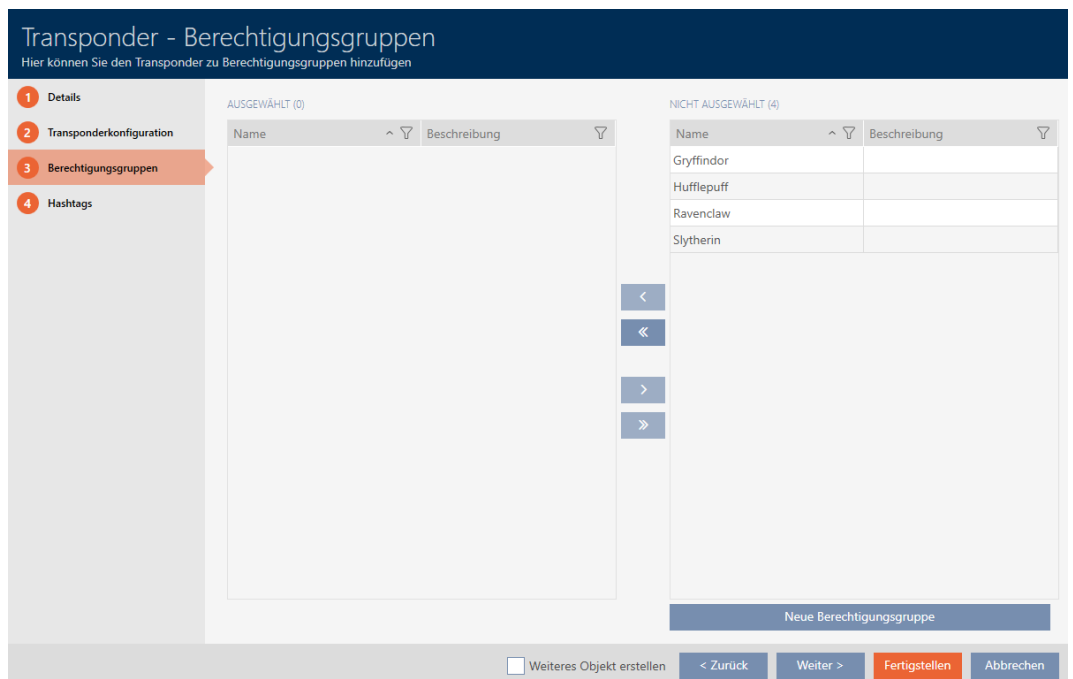 Transponder - Berechtigungsgruppen
Hier können Sie den Transponder zu Berechtigungsgruppen hinzufügen
1 Details
2 Transponderkonfiguration
3 Berechtigungsgruppen
4 Hashtags
AUSGEWÄHLT (0)
Name Beschreibung
NICHT AUSGEWÄHLT (4)
Name Beschreibung
Gryffindor
Hufflepuff
Ravenclaw
Slytherin
Neue Berechtigungsgruppe
Weiteres Objekt erstellen < Zurück Weiter > Fertigstellen Abbrechen